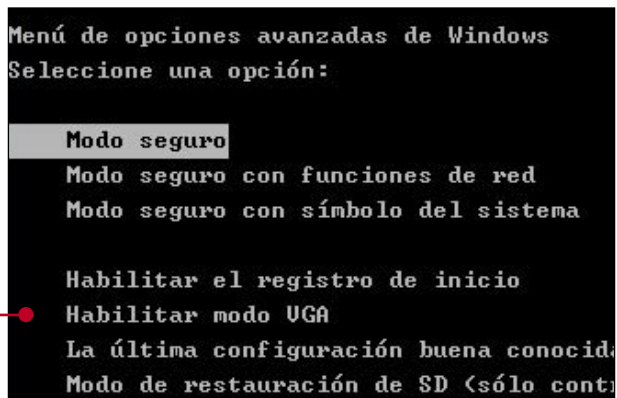 Menú de opciones avanzadas de Windows
Seleccione una opción:
Modo seguro
Modo seguro con funciones de red
Modo seguro con símbolo del sistema
Habilitar el registro de inicio
Habilitar modo VGA
La última configuración buena conocida
Modo de restauración de SD (sólo